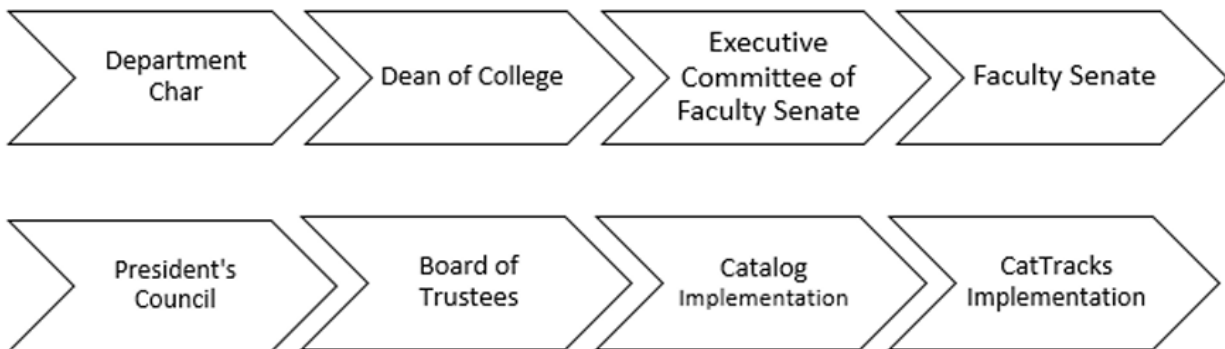 Department
Char
Dean of College
Executive
Committee of
Faculty Senate
Faculty Senate
President's
Council
Board of
Trustees
Catalog
Implementation
CatTracks
Implementation